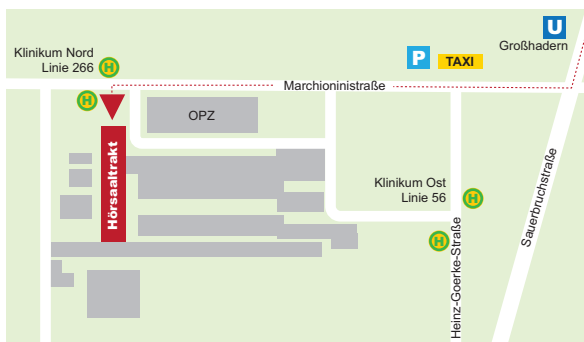 U
Großhadern
Klinikum Nord
Linie 266
H
P
TAXI
Marchioninistraße
H
OPZ
Hörsaaltrakt
Klinikum Ost
Linie 56
H
H
Sauerbruchstraße
Heinz-Goerke-Straße